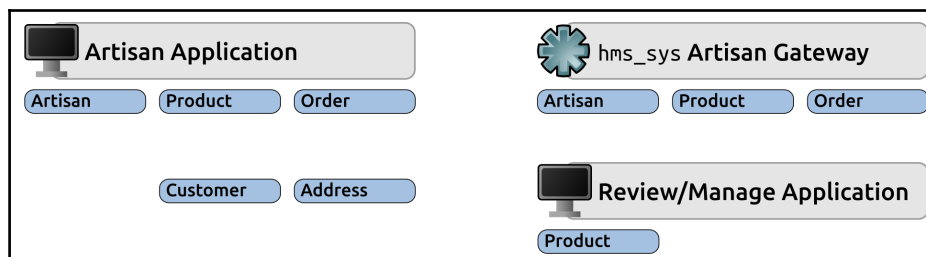 Artisan Application
Artisan Product Order
Customer Address
hms_sys Artisan Gateway
Artisan Product Order
Review/Manage Application
Product